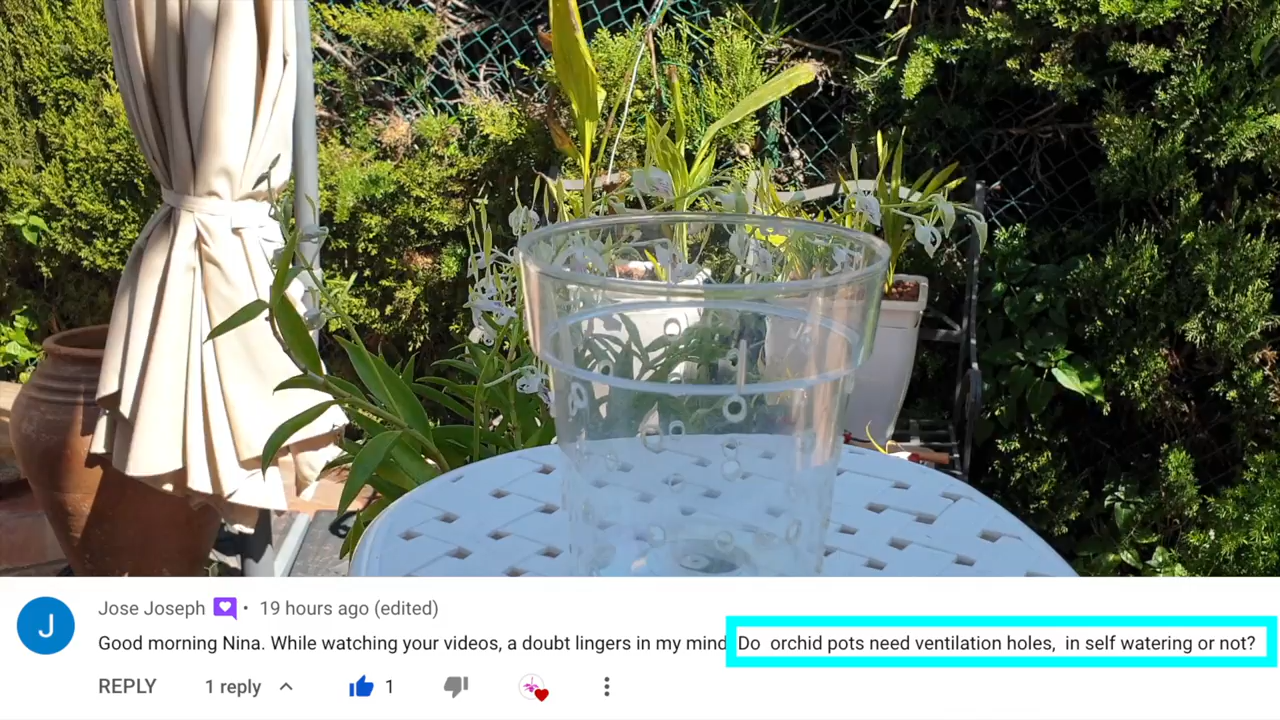 J
Jose Joseph • 19 hours ago (edited)
Good morning Nina. While watching your videos, a doubt lingers in my mind Do orchid pots need ventilation holes, in self watering or not?
REPLY 1 reply 1